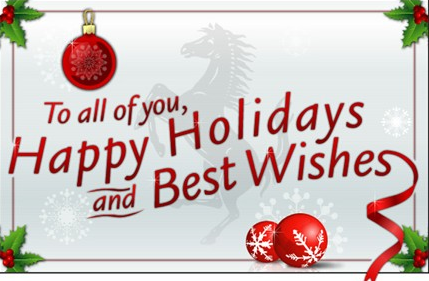 To all of you,
Happy Holidays
and Best Wishes